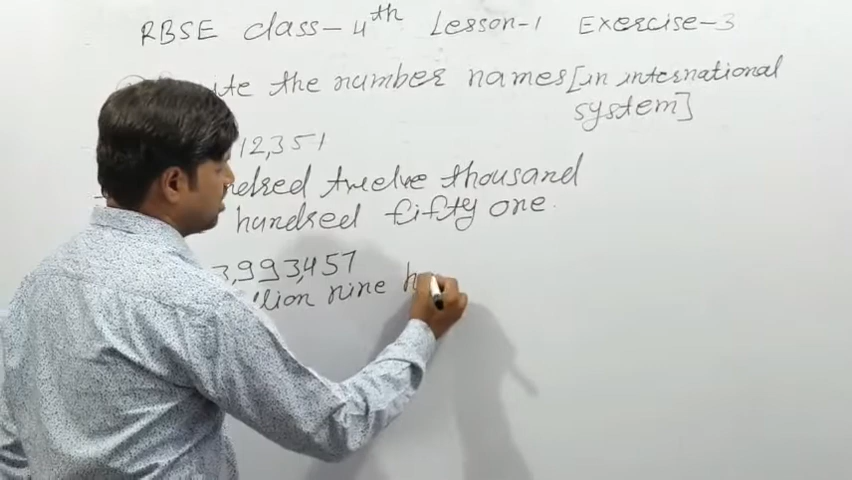 RBSE class-4th Lesson-1 Exercise-3
the number names [in international
system]
12,351
twelve thousand
hundred fifty one.
3,993,457
nine